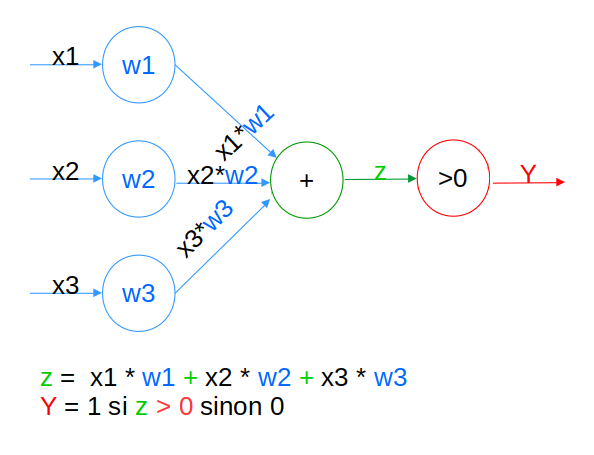 x1
w1
x1*w1
x2
w2
x2*w2
+
z
>0
Y
x3*w3
x3
w3
z = x1 * w1 + x2 * w2 + x3 * w3
Y = 1 si z > 0 sinon 0